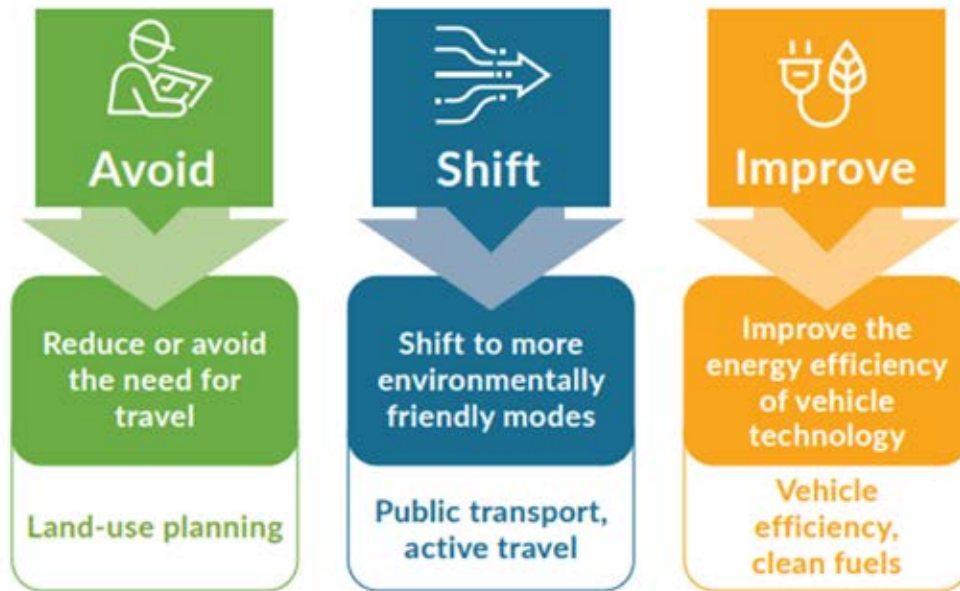 Avoid
Reduce or avoid
the need for
travel
Land-use planning
Shift
Shift to more
environmentally
friendly modes
Public transport,
active travel
Improve
Improve the
energy efficiency
of vehicle
technology
Vehicle
efficiency,
clean fuels